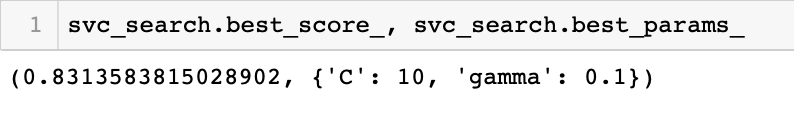 1 svc_search.best_score_, svc_search.best_params_
(0.8313583815028902, {'C': 10, 'gamma': 0.1})